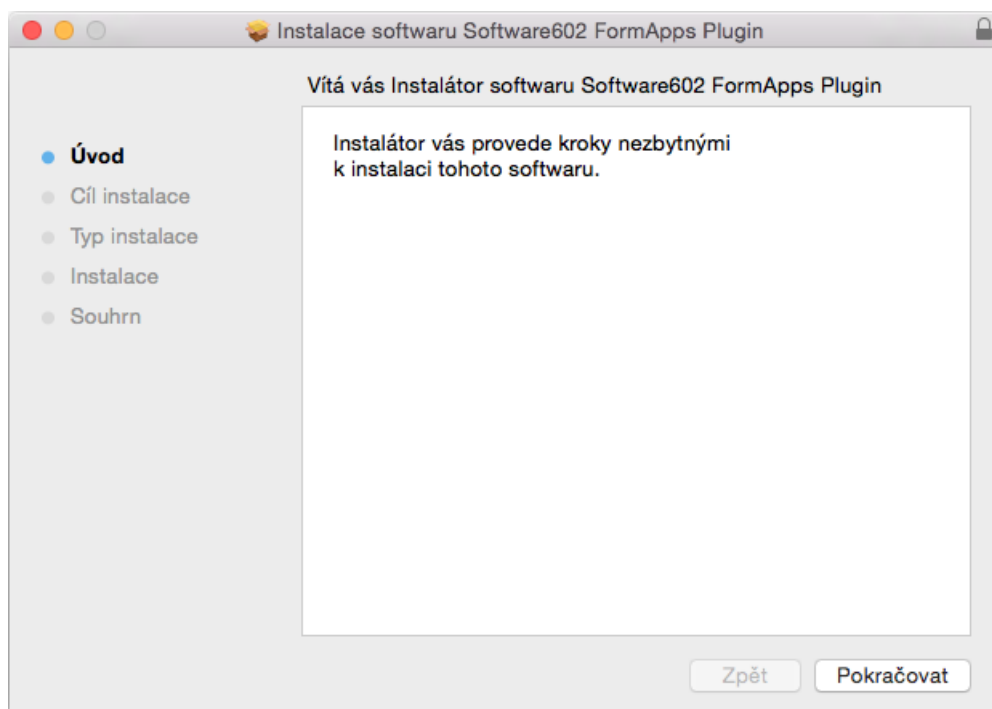 Instalace softwaru Software602 FormApps Plugin
Vítá vás Instalátor softwaru Software602 FormApps Plugin
Úvod
Cíl instalace
Typ instalace
Instalace
Souhrn
Instalátor vás provede kroky nezbytnými
k instalaci tohoto softwaru.
Zpět
Pokračovat